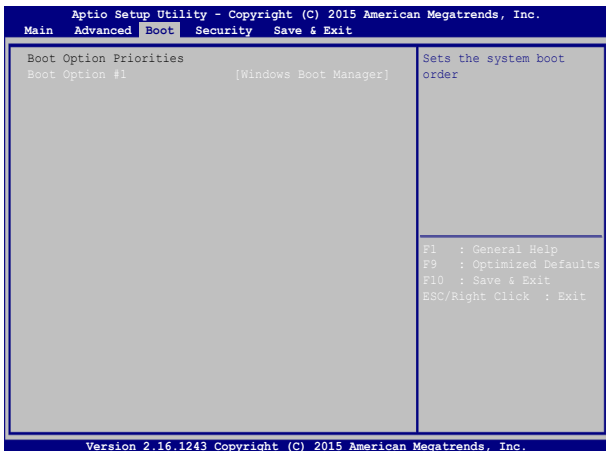 Aptio Setup Utility - Copyright (C) 2015 American Megatrends, Inc.
Main Advanced Boot Security Save & Exit
Boot Option Priorities
Boot Option #1 [Windows Boot Manager]
Sets the system boot
order
F1 : General Help
F9 : Optimized Defaults
F10 : Save & Exit
ESC/Right Click : Exit
Version 2.16.1243 Copyright (C) 2015 American Megatrends, Inc.